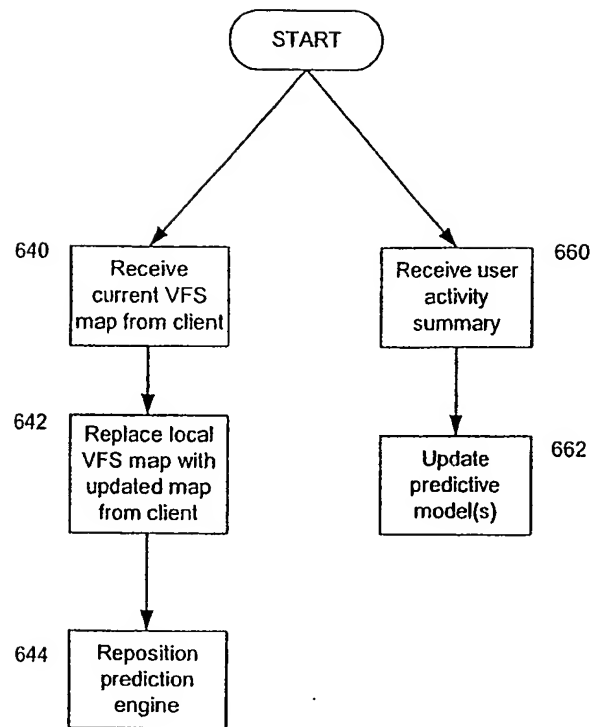 START
640
Receive
current VFS
map from client
660
Receive user
activity
summary
642
Replace local
VFS map with
updated map
from client
662
Update
predictive
model(s)
644
Reposition
prediction
engine